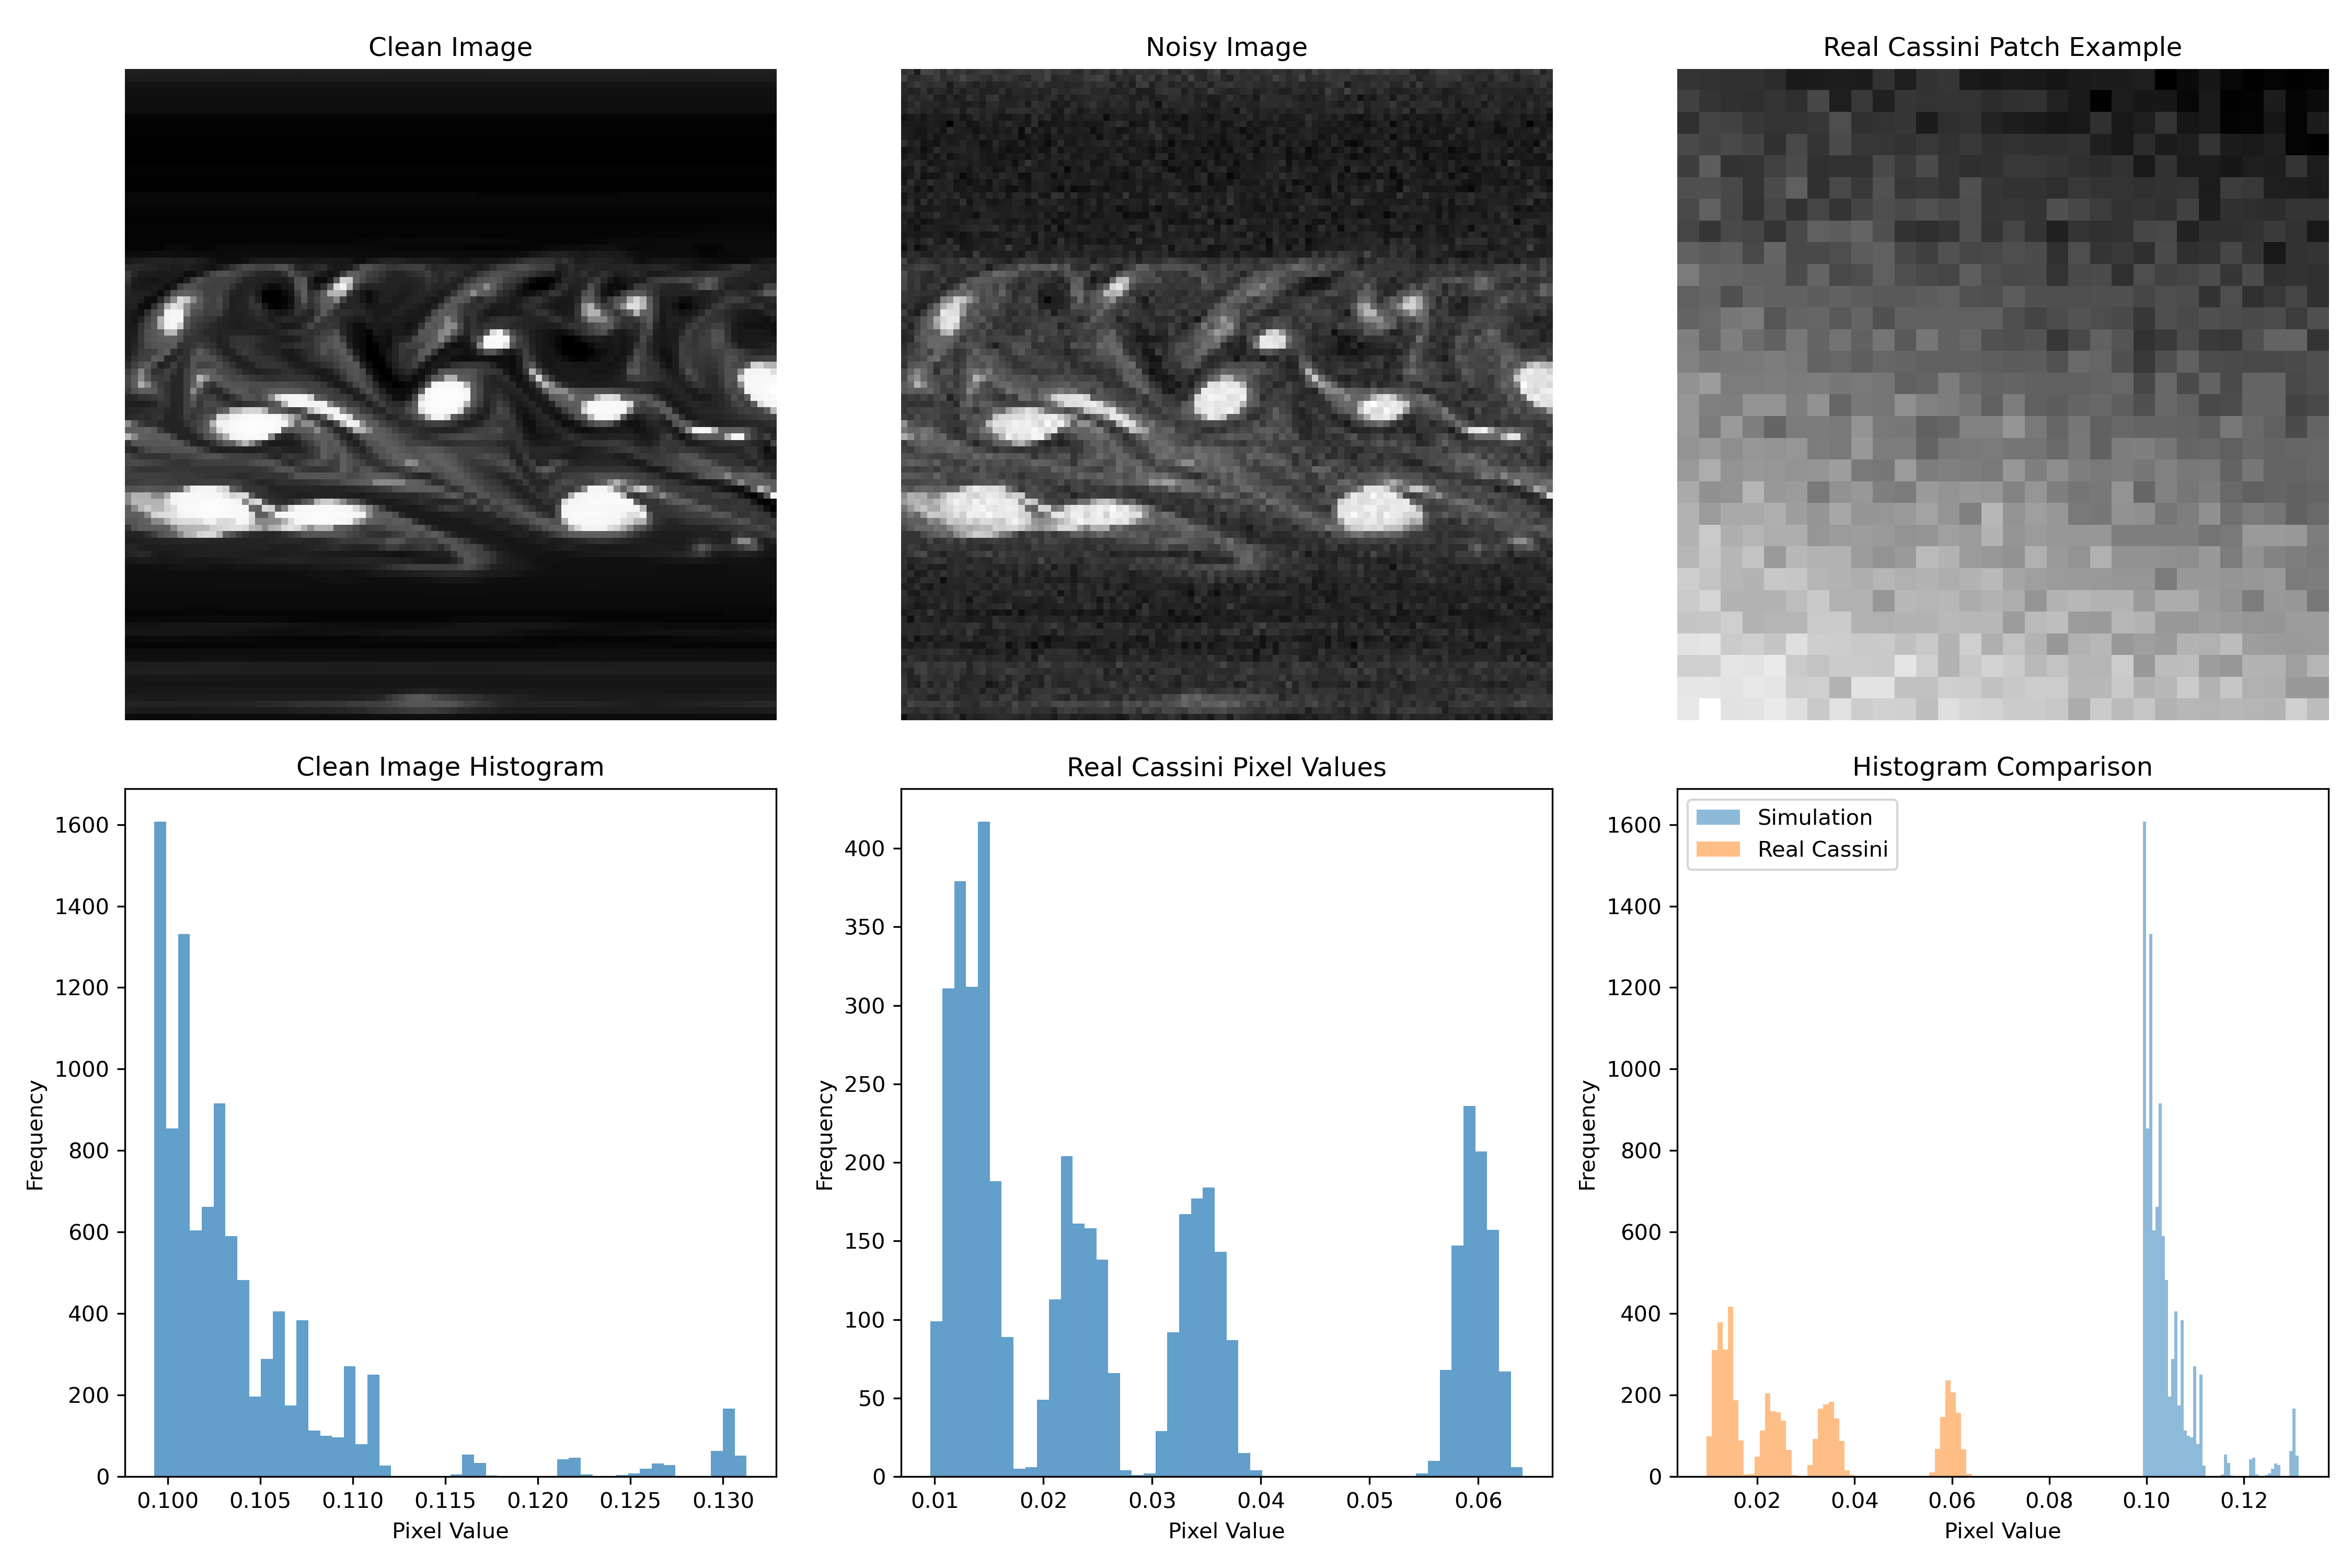 Clean Image
Noisy Image
Real Cassini Patch Example
Clean Image Histogram
1600
1400
1200
1000
800
600
400
200
0
Frequency
0.100 0.105 0.110 0.115 0.120 0.125 0.130
Pixel Value
Real Cassini Pixel Values
400
350
300
250
200
150
100
50
0
Frequency
0.01 0.02 0.03 0.04 0.05 0.06
Pixel Value
Histogram Comparison
Simulation
Real Cassini
1600
1400
1200
1000
800
600
400
200
0
Frequency
0.02 0.04 0.06 0.08 0.10 0.12
Pixel Value